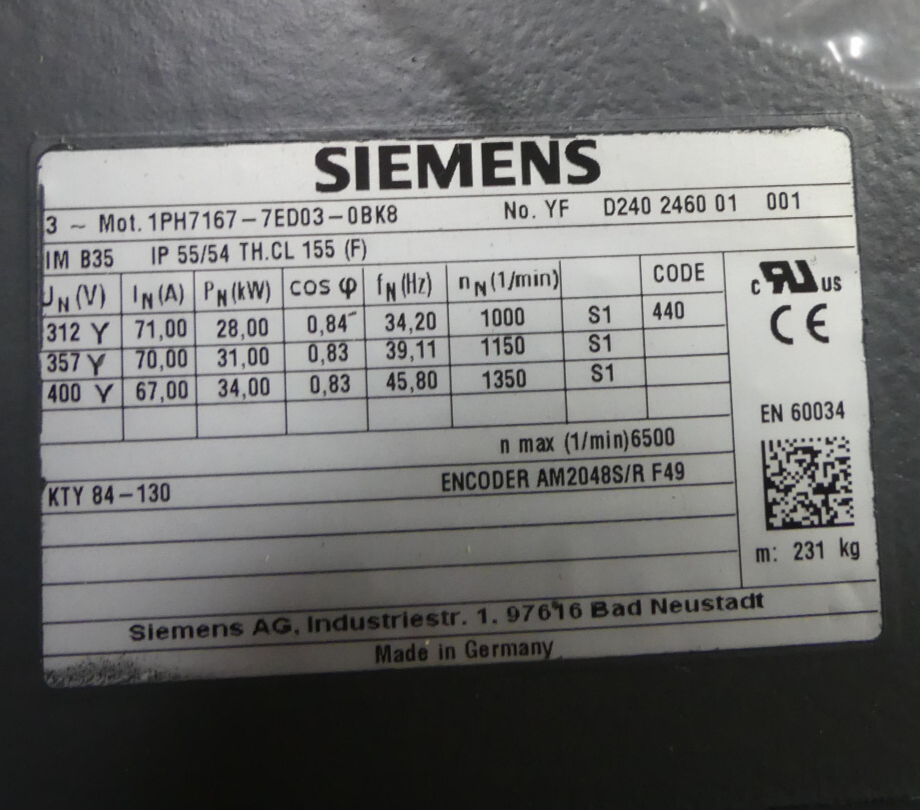 SIEMENS
3 ~ Mot. 1PH7167-7ED03-0BK8 No. YF D240 2460 01 001
IM B35 IP 55/54 TH.CL 155 (F)
UN (V) IN (A) PN (kW) cos φ fN (Hz) nN (1/min) CODE
312 Y 71,00 28,00 0,84 34,20 1000 S1 440
357 Y 70,00 31,00 0,83 39,11 1150 S1
400 Y 67,00 34,00 0,83 45,80 1350 S1
n max (1/min)6500
KTY 84-130 ENCODER AM2048S/R F49
c RU US
CE
EN 60034
m: 231 kg
Siemens AG, Industriestr. 1, 97616 Bad Neustadt
Made in Germany